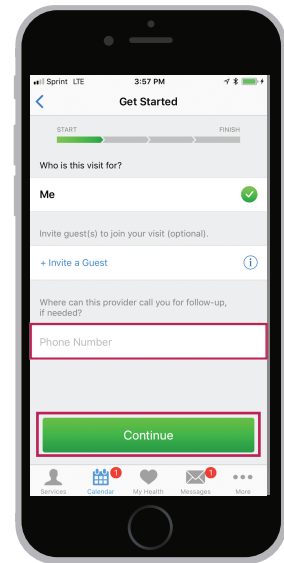 Sprint LTE 3:57 PM
Get Started
START FINISH
Who is this visit for?
Me
Invite guest(s) to join your visit (optional).
+ Invite a Guest
Where can this provider call you for follow-up,
if needed?
Phone Number
Continue
1 1
Services Calendar My Health Messages More